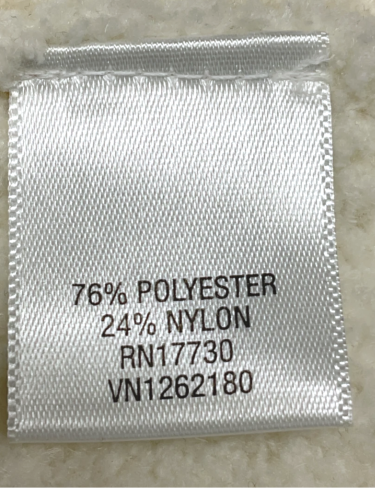 76% POLYESTER
24% NYLON
RN17730
VN1262180